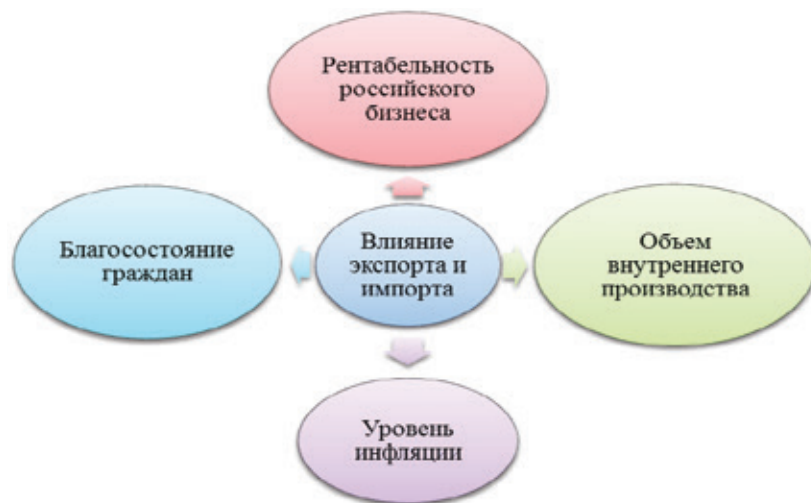 Рентабельность
российского
бизнеса
Благосостояние
граждан
Влияние
экспорта и
импорта
Объем
внутреннего
производства
Уровень
инфляции